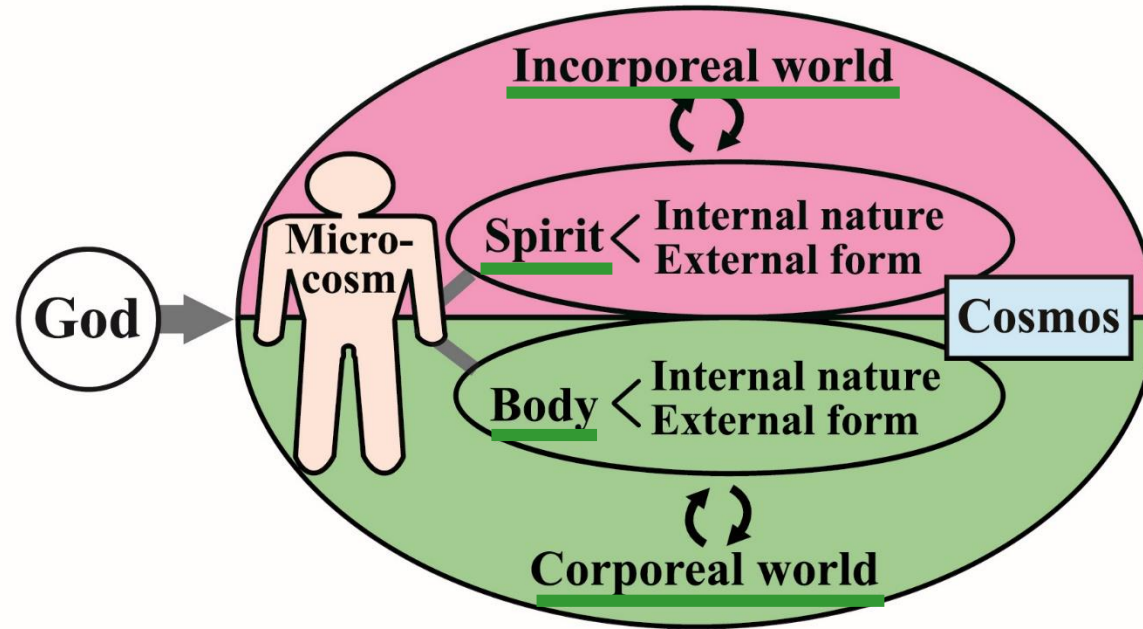 Incorporeal world
Internal nature
Spirit
External form
Micro-
cosm
God
Cosmos
Internal nature
Body
External form
Corporeal world